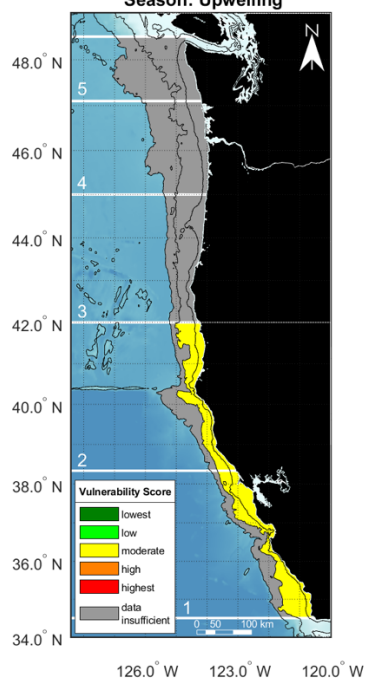 Season: Upwelling
N
48.0° N
5
46.0° N
4
44.0° N
3
42.0° N
40.0° N
2
38.0° N
Vulnerability Score
lowest
low
moderate
high
highest
data
insufficient
36.0° N
1
0 50 100 km
34.0° N
126.0° W 123.0° W 120.0° W